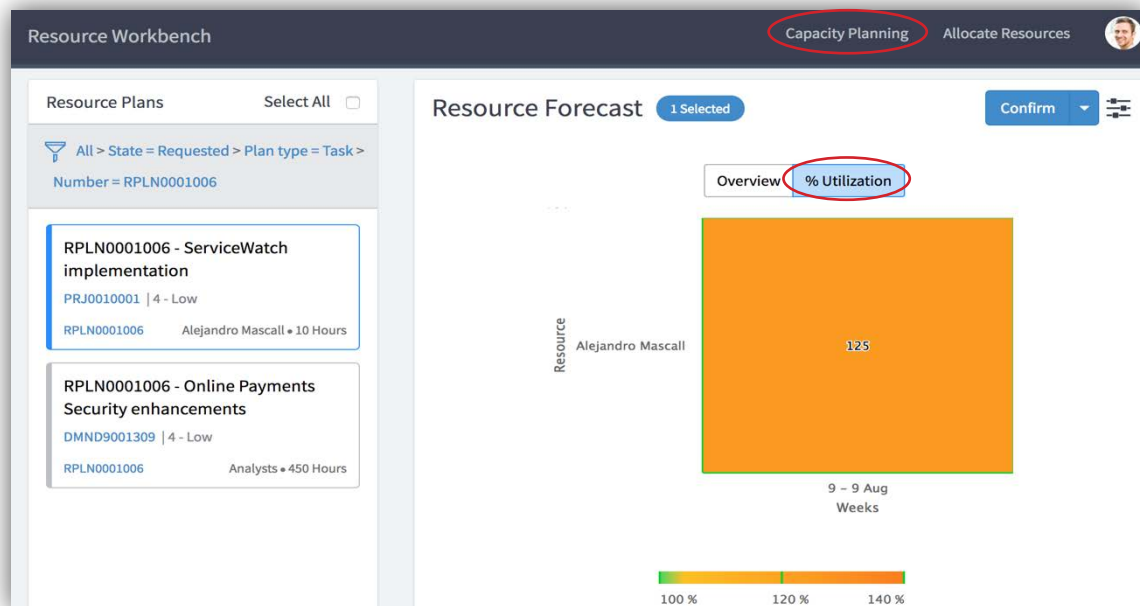 Resource Workbench
Capacity Planning
Allocate Resources
Resource Plans
Select All
All > State = Requested > Plan type = Task >
Number = RPLN0001006
RPLN0001006 - ServiceWatch
implementation
PRJ0010001 | 4 - Low
RPLN0001006 Alejandro Mascall • 10 Hours
RPLN0001006 - Online Payments
Security enhancements
DMND9001309 | 4 - Low
RPLN0001006 Analysts • 450 Hours
Resource Forecast 1 Selected
Confirm
Overview % Utilization
Resource
Alejandro Mascall
125
9 – 9 Aug
Weeks
100 % 120 % 140 %